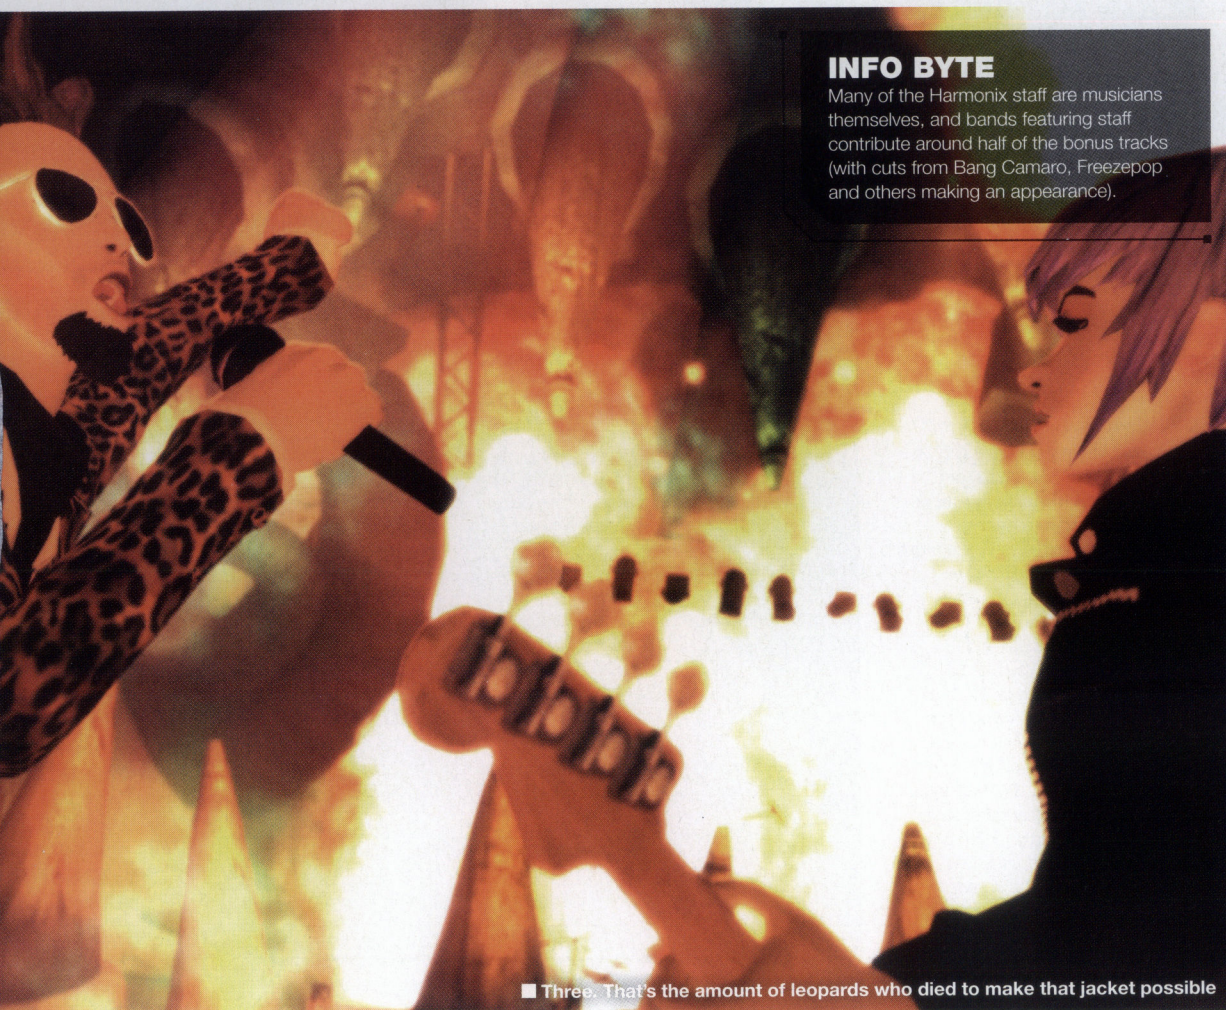 INFO BYTE
Many of the Harmonix staff are musicians
themselves, and bands featuring staff
contribute around half of the bonus tracks
(with cuts from Bang Camaro, Freezepop
and others making an appearance).
■ Three. That's the amount of leopards who died to make that jacket possible